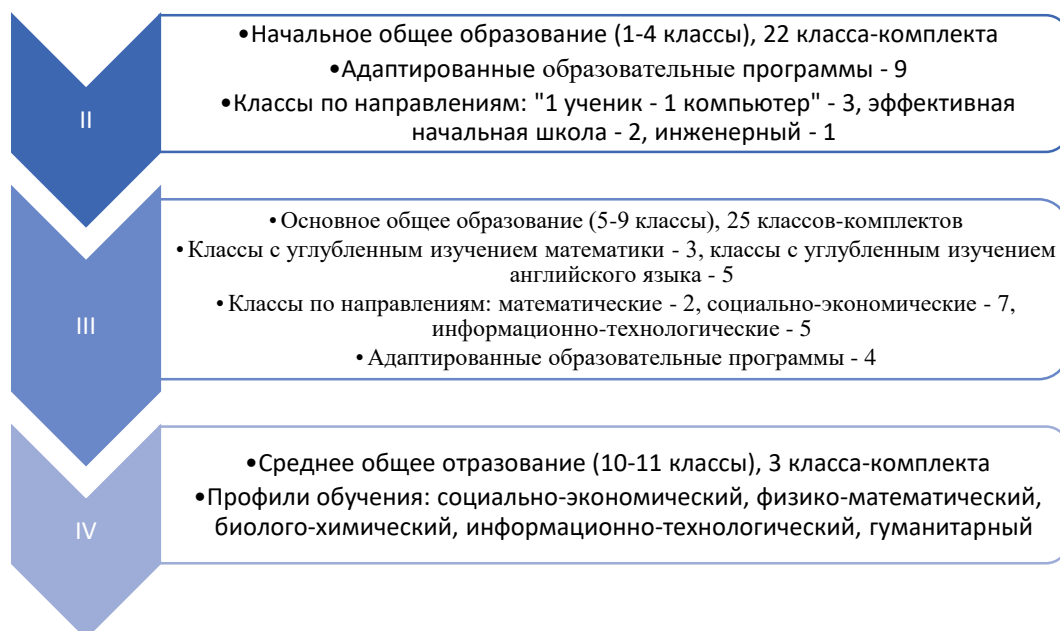 II
•Начальное общее образование (1-4 классы), 22 класса-комплекта
•Адаптированные образовательные программы - 9
•Классы по направлениям: "1 ученик - 1 компьютер" - 3, эффективная
начальная школа - 2, инженерный - 1
III
•Основное общее образование (5-9 классы), 25 классов-комплектов
•Классы с углубленным изучением математики - 3, классы с углубленным изучением
английского языка - 5
•Классы по направлениям: математические - 2, социально-экономические - 7,
информационно-технологические - 5
•Адаптированные образовательные программы - 4
IV
•Среднее общее отразование (10-11 классы), 3 класса-комплекта
•Профили обучения: социально-экономический, физико-математический,
биолого-химический, информационно-технологический, гуманитарный